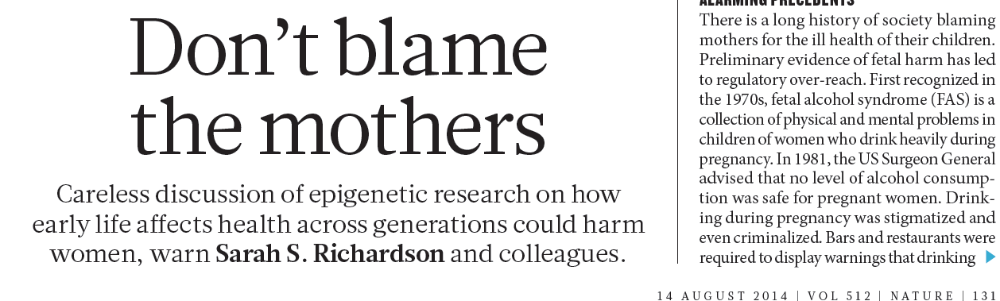 Don’t blame
the mothers
Careless discussion of epigenetic research on how
early life affects health across generations could harm
women, warn Sarah S. Richardson and colleagues.
ALARMING PRECEDENTS
There is a long history of society blaming
mothers for the ill health of their children.
Preliminary evidence of fetal harm has led
to regulatory over-reach. First recognized in
the 1970s, fetal alcohol syndrome (FAS) is a
collection of physical and mental problems in
children of women who drink heavily during
pregnancy. In 1981, the US Surgeon General
advised that no level of alcohol consump-
tion was safe for pregnant women. Drink-
ing during pregnancy was stigmatized and
even criminalized. Bars and restaurants were
required to display warnings that drinking
14 AUGUST 2014 | VOL 512 | NATURE | 131